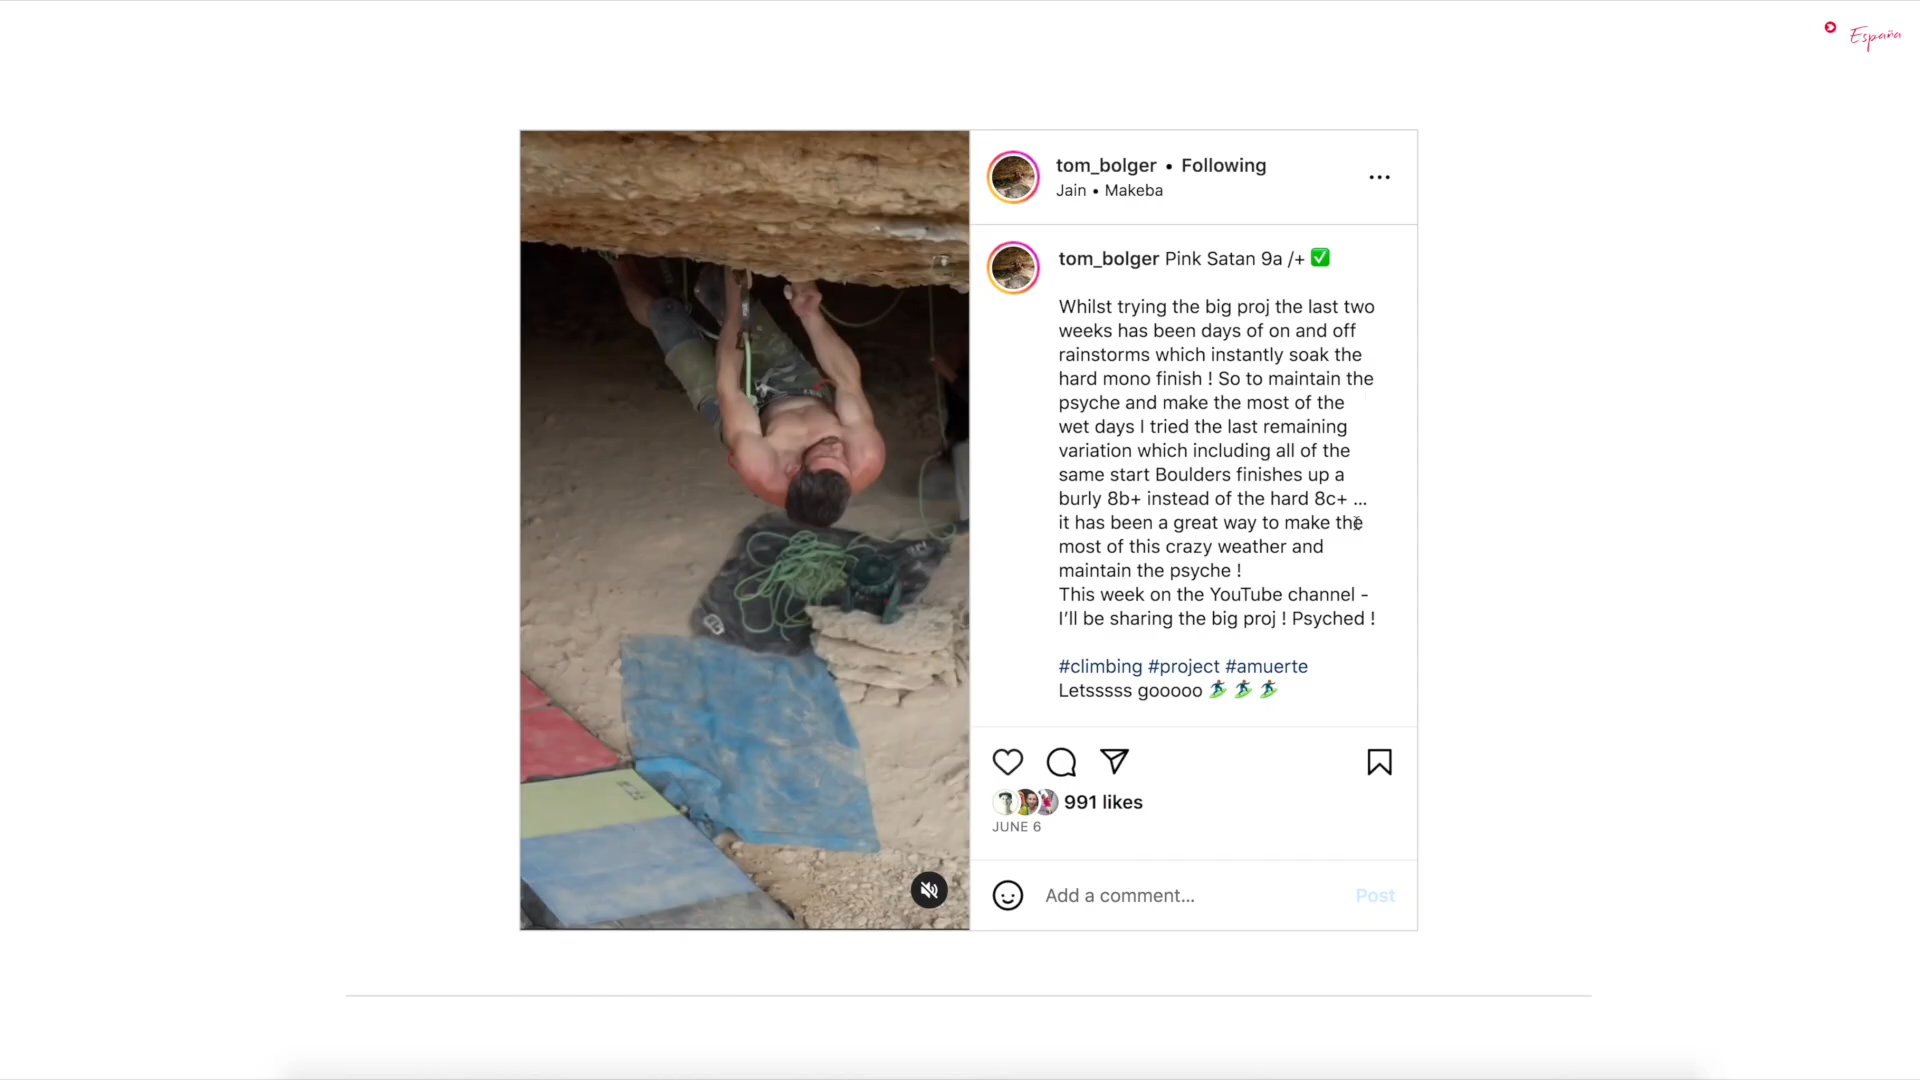 España
tom_bolger • Following
Jain • Makeba
tom_bolger Pink Satan 9a /+ ✅
Whilst trying the big proj the last two
weeks has been days of on and off
rainstorms which instantly soak the
hard mono finish ! So to maintain the
psyche and make the most of the
wet days I tried the last remaining
variation which including all of the
same start Boulders finishes up a
burly 8b+ instead of the hard 8c+ ...
it has been a great way to make the
most of this crazy weather and
maintain the psyche !
This week on the YouTube channel -
I'll be sharing the big proj ! Psyched !
#climbing #project #amuerte
Letsssss gooooo 🏄🏽‍♂️ 🏄🏽‍♂️ 🏄🏽‍♂️
991 likes
JUNE 6
Add a comment...
Post